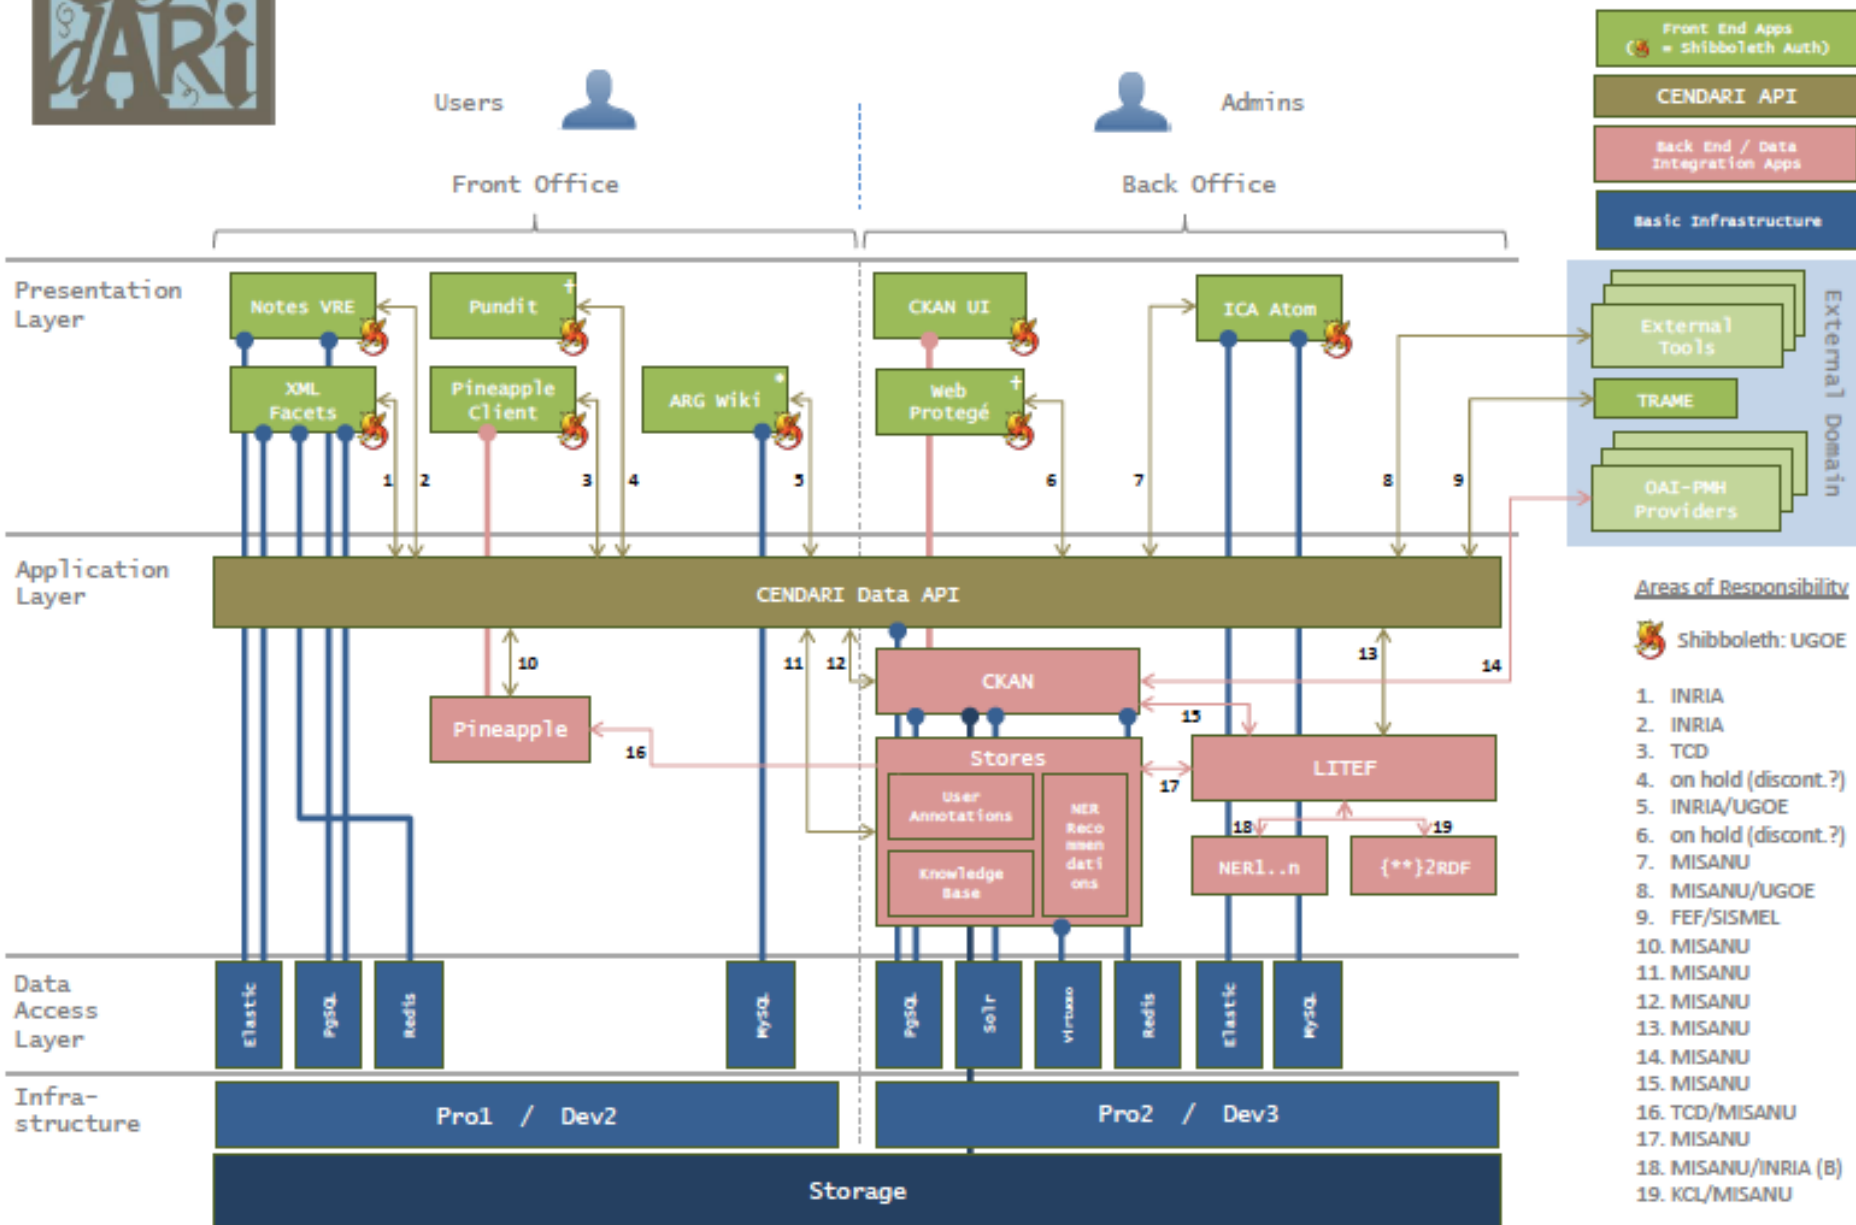 dARi
Users
Admins
Front Office
Back Office
Front End Apps
( = Shibboleth Auth)
CENDARI API
Back End / Data
Integration Apps
Basic Infrastructure
Presentation
Layer
Notes VRE
Pundit
+
CKAN UI
ICA Atom
XML
Facets
Pineapple
Client
ARG Wiki
*
Web
Protegé
+
External
Tools
TRAME
OAI-PMH
Providers
External Domain
1
2
3
4
5
6
7
8
9
Application
Layer
CENDARI Data API
10
11
12
13
14
CKAN
Pineapple
15
16
Stores
User
Annotations
Knowledge
Base
NER
Reco
mmen
dati
ons
17
LITEF
18
19
NER1..n
{**}2RDF
Data
Access
Layer
Elastic
PgSQL
Redis
MySQL
PgSQL
Solr
Virtuoso
Redis
Elastic
MySQL
Infra-
structure
Pro1 / Dev2
Pro2 / Dev3
Storage
Areas of Responsibility
Shibboleth: UGOE
1. INRIA
2. INRIA
3. TCD
4. on hold (discont.?)
5. INRIA/UGOE
6. on hold (discont.?)
7. MISANU
8. MISANU/UGOE
9. FEF/SISMEL
10. MISANU
11. MISANU
12. MISANU
13. MISANU
14. MISANU
15. MISANU
16. TCD/MISANU
17. MISANU
18. MISANU/INRIA (B)
19. KCL/MISANU